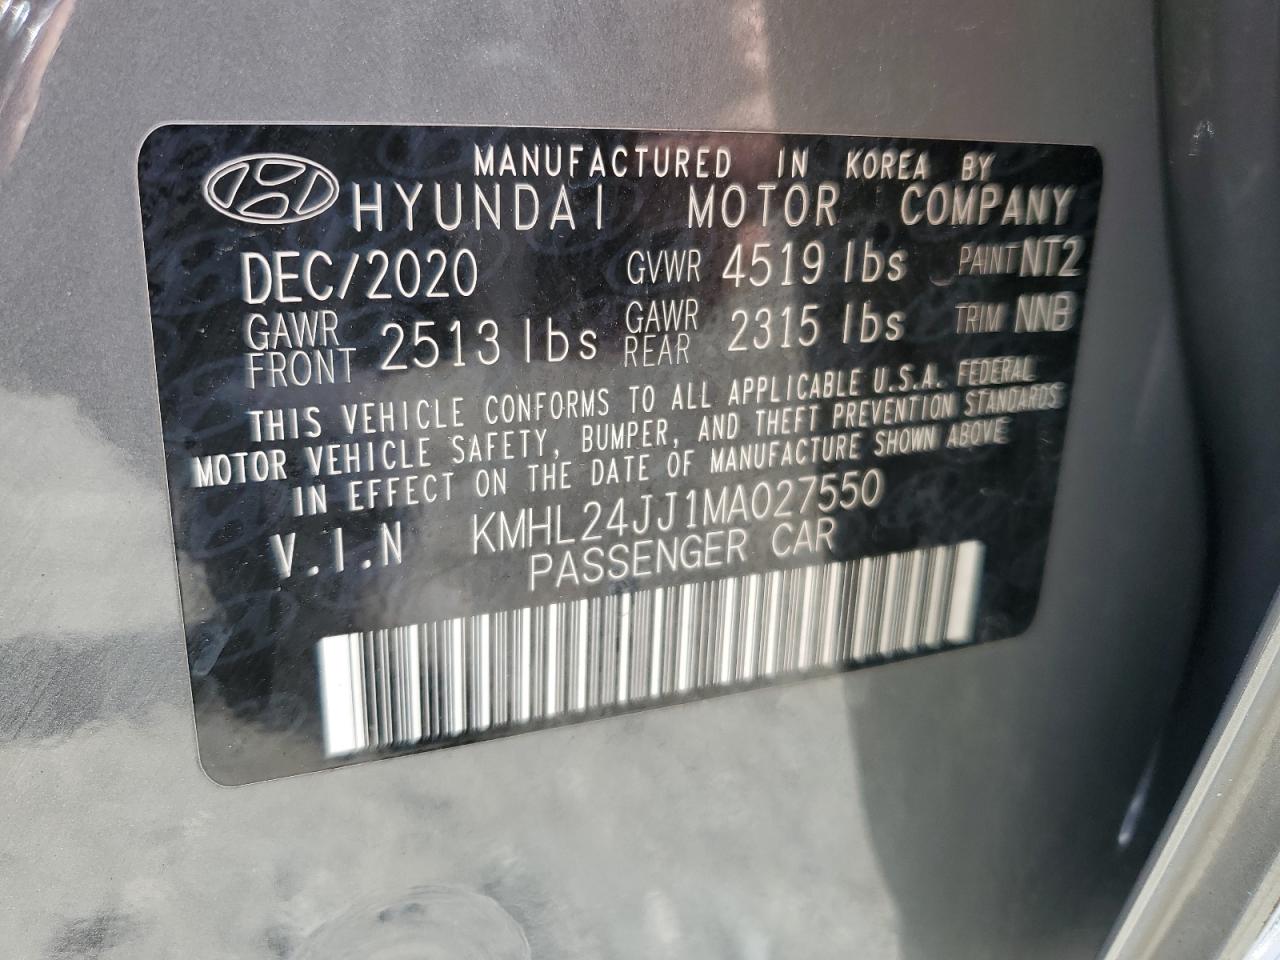 MANUFACTURED IN KOREA BY
HYUNDAI MOTOR COMPANY
DEC/2020 GVWR 4519 lbs PAINT NT2
GAWR FRONT 2513 lbs GAWR REAR 2315 lbs TRIM NNB
THIS VEHICLE CONFORMS TO ALL APPLICABLE U.S.A. FEDERAL
MOTOR VEHICLE SAFETY, BUMPER, AND THEFT PREVENTION STANDARDS
IN EFFECT ON THE DATE OF MANUFACTURE SHOWN ABOVE
V.I.N KMHL24JJ1MA027550
PASSENGER CAR